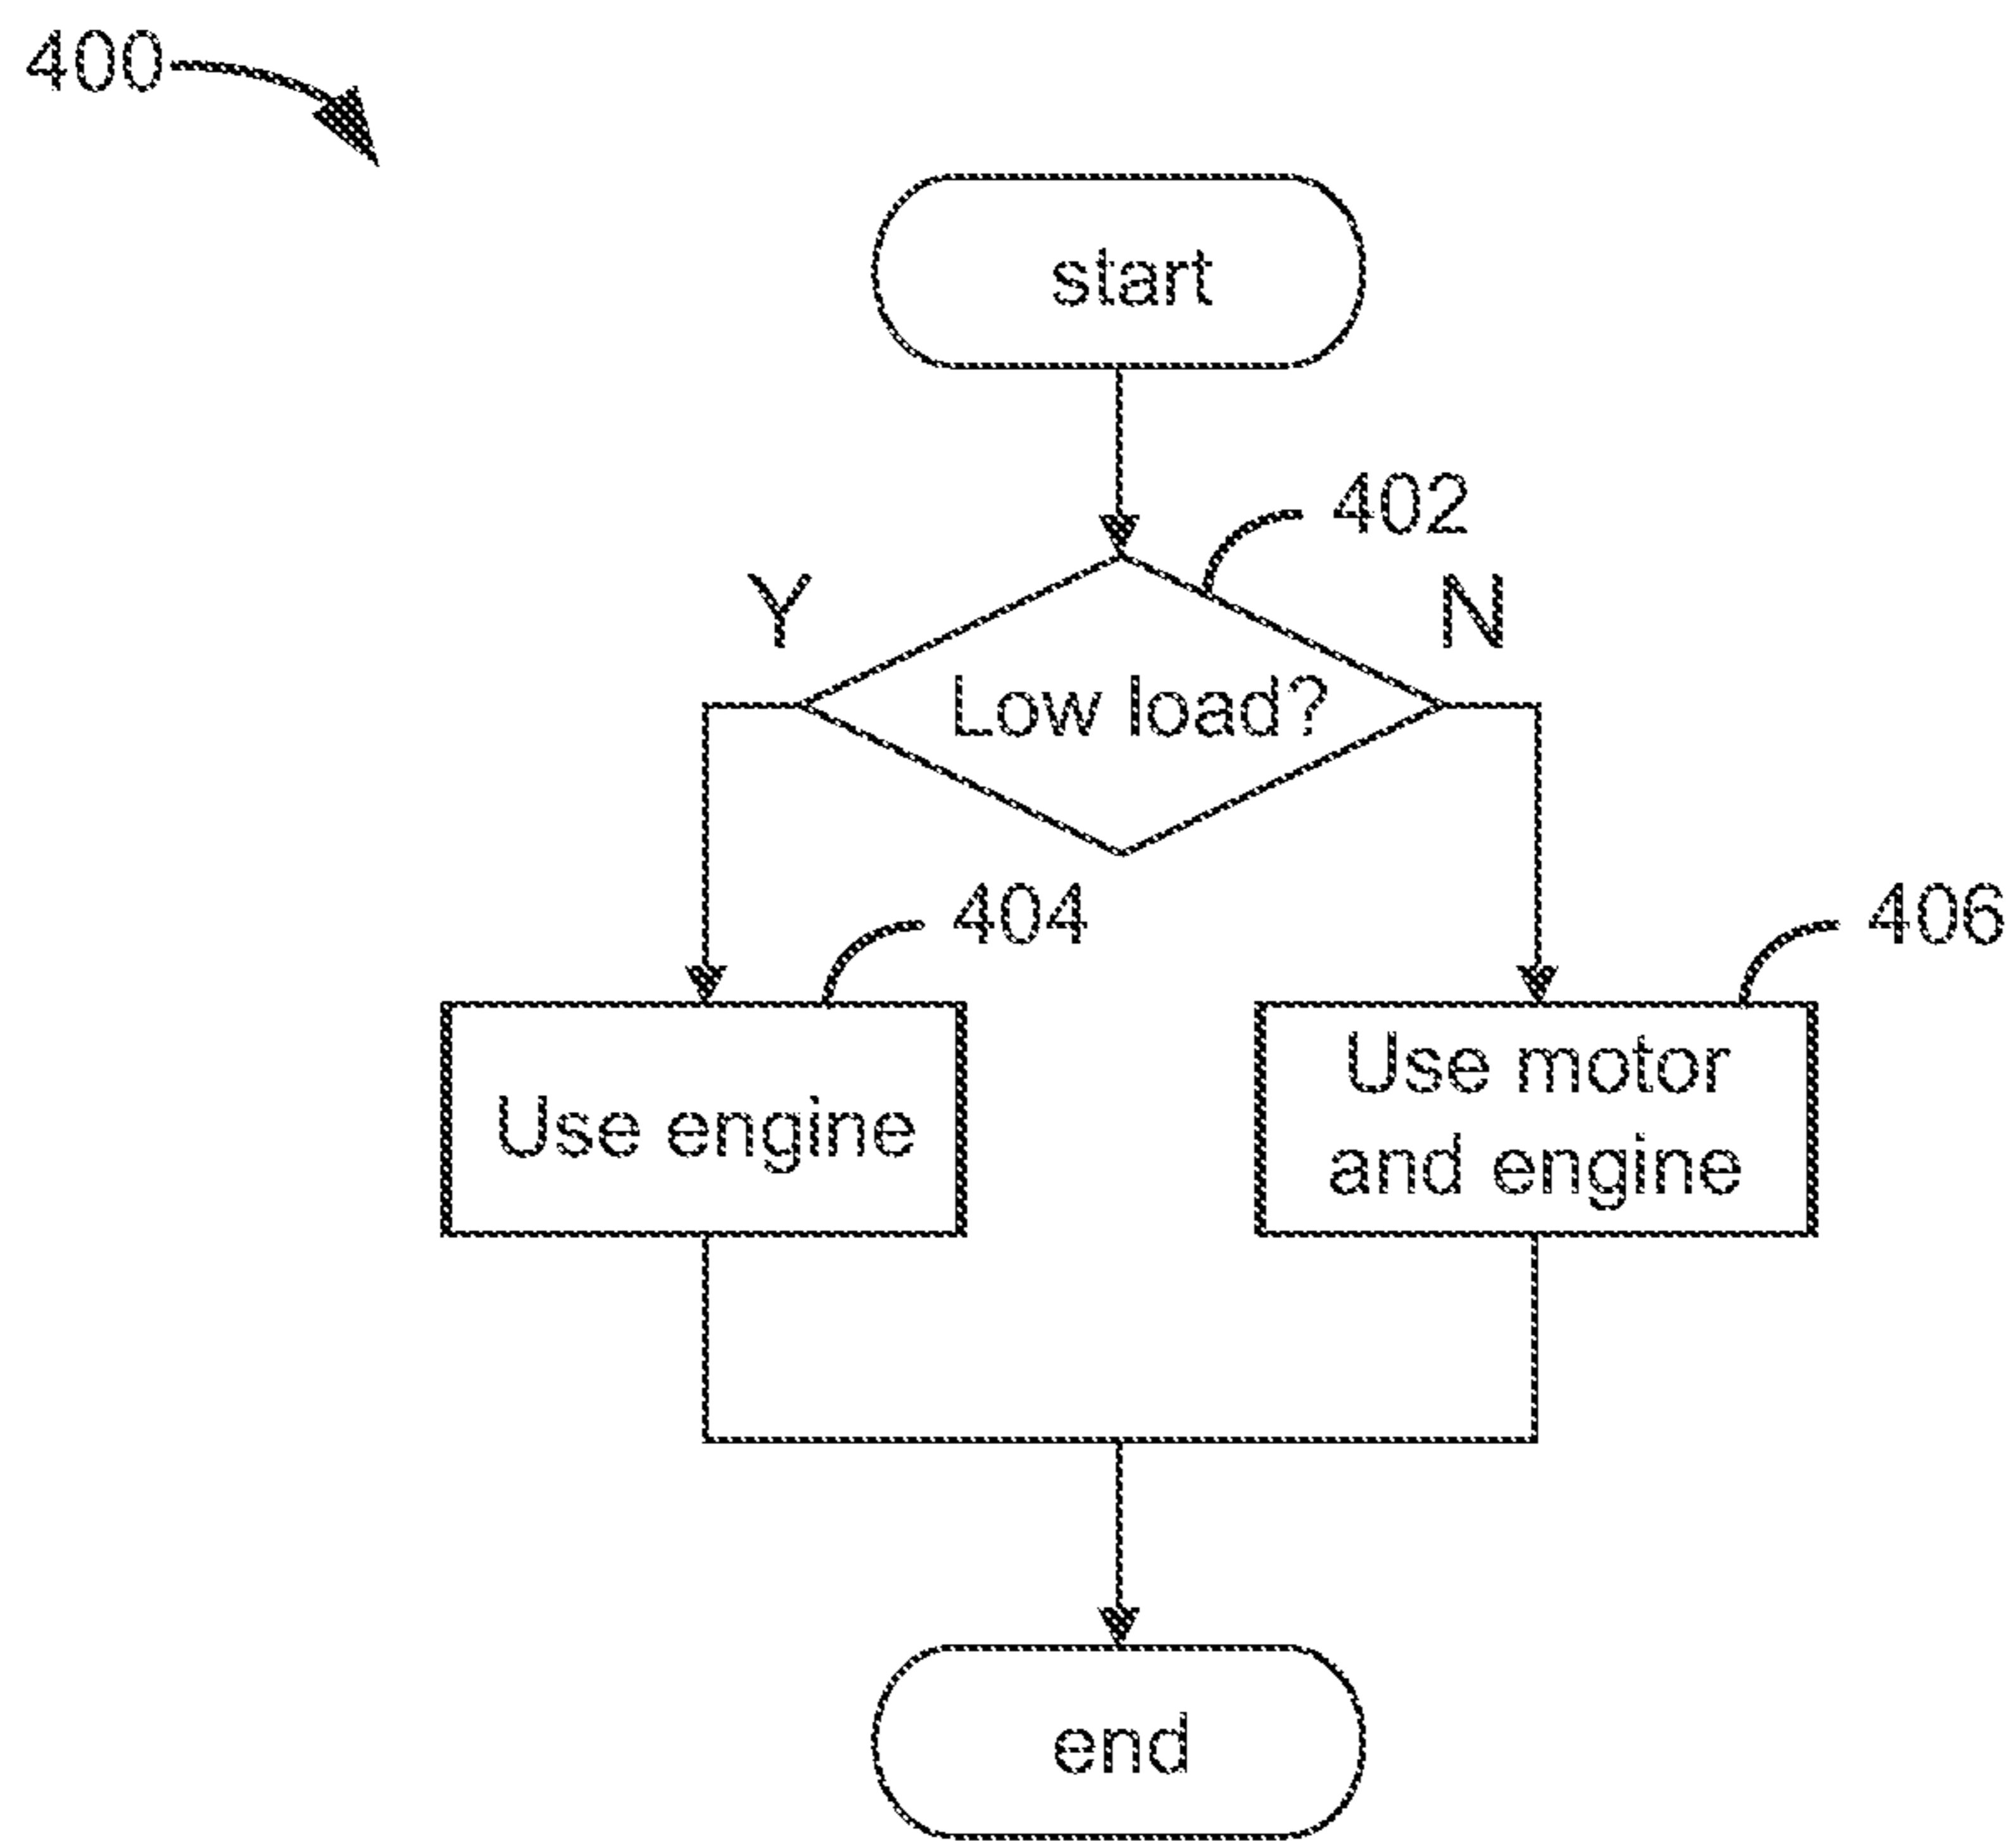 400
start
402
Y
N
Low load?
404
406
Use engine
Use motor
and engine
end